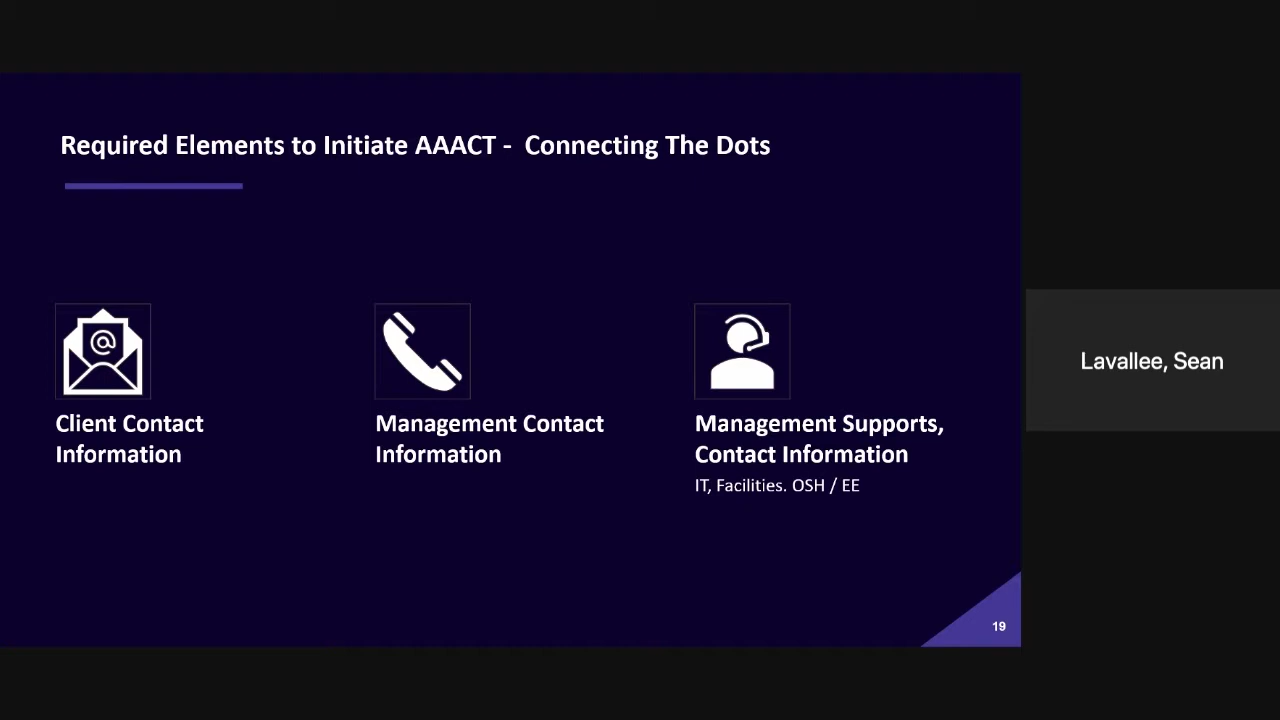 Required Elements to Initiate AAACT - Connecting The Dots
@
Client Contact
Information
Management Contact
Information
Management Supports,
Contact Information
IT, Facilities. OSH / EE
Lavallee, Sean
19